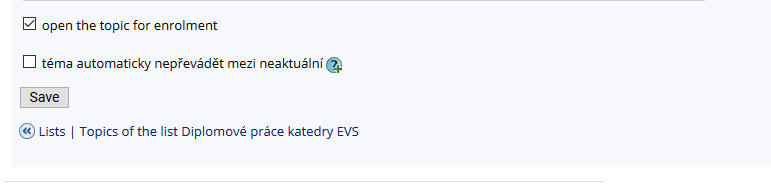 open the topic for enrolment
téma automaticky nepřevádět mezi neaktuální
Save
Lists | Topics of the list Diplomové práce katedry EVS